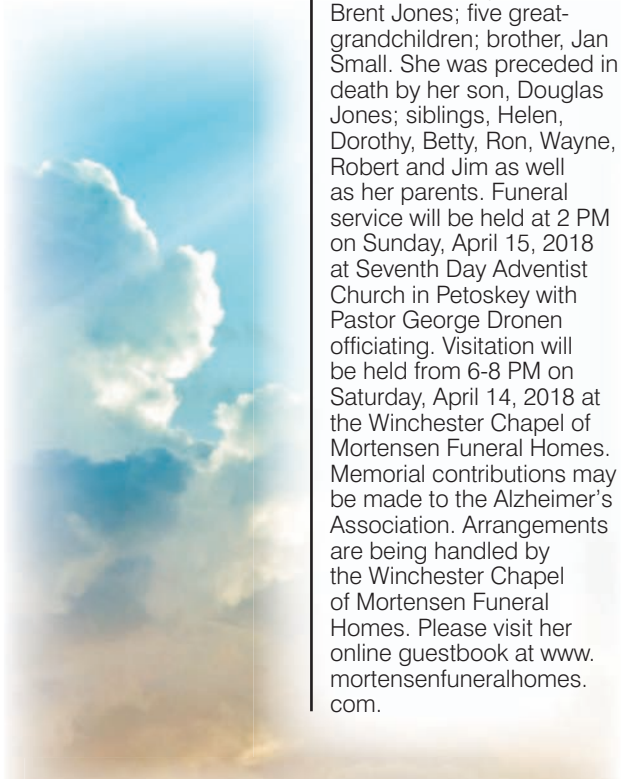 Brent Jones; five great-
grandchildren; brother, Jan
Small. She was preceded in
death by her son, Douglas
Jones; siblings, Helen,
Dorothy, Betty, Ron, Wayne,
Robert and Jim as well
as her parents. Funeral
service will be held at 2 PM
on Sunday, April 15, 2018
at Seventh Day Adventist
Church in Petoskey with
Pastor George Dronen
officiating. Visitation will
be held from 6-8 PM on
Saturday, April 14, 2018 at
the Winchester Chapel of
Mortensen Funeral Homes.
Memorial contributions may
be made to the Alzheimer’s
Association. Arrangements
are being handled by
the Winchester Chapel
of Mortensen Funeral
Homes. Please visit her
online guestbook at www.
mortensenfuneralhomes.
com.